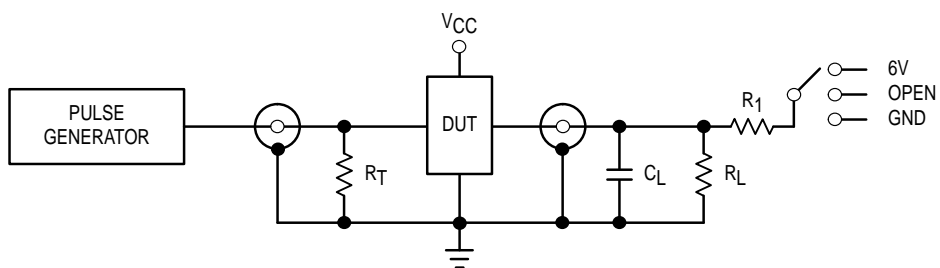 VCC
PULSE
GENERATOR
DUT
RT
CL
RL
R1
6V
OPEN
GND